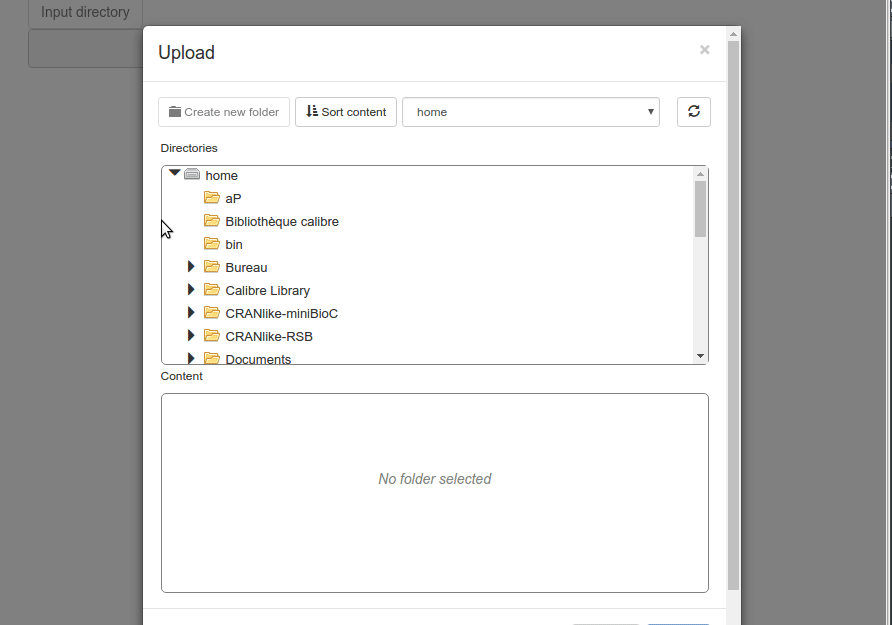 Input directory
Upload
×
Create new folder Sort content home
Directories
home
aP
Bibliothèque calibre
bin
Bureau
Calibre Library
CRANlike-miniBioC
CRANlike-RSB
Documents
Content
No folder selected